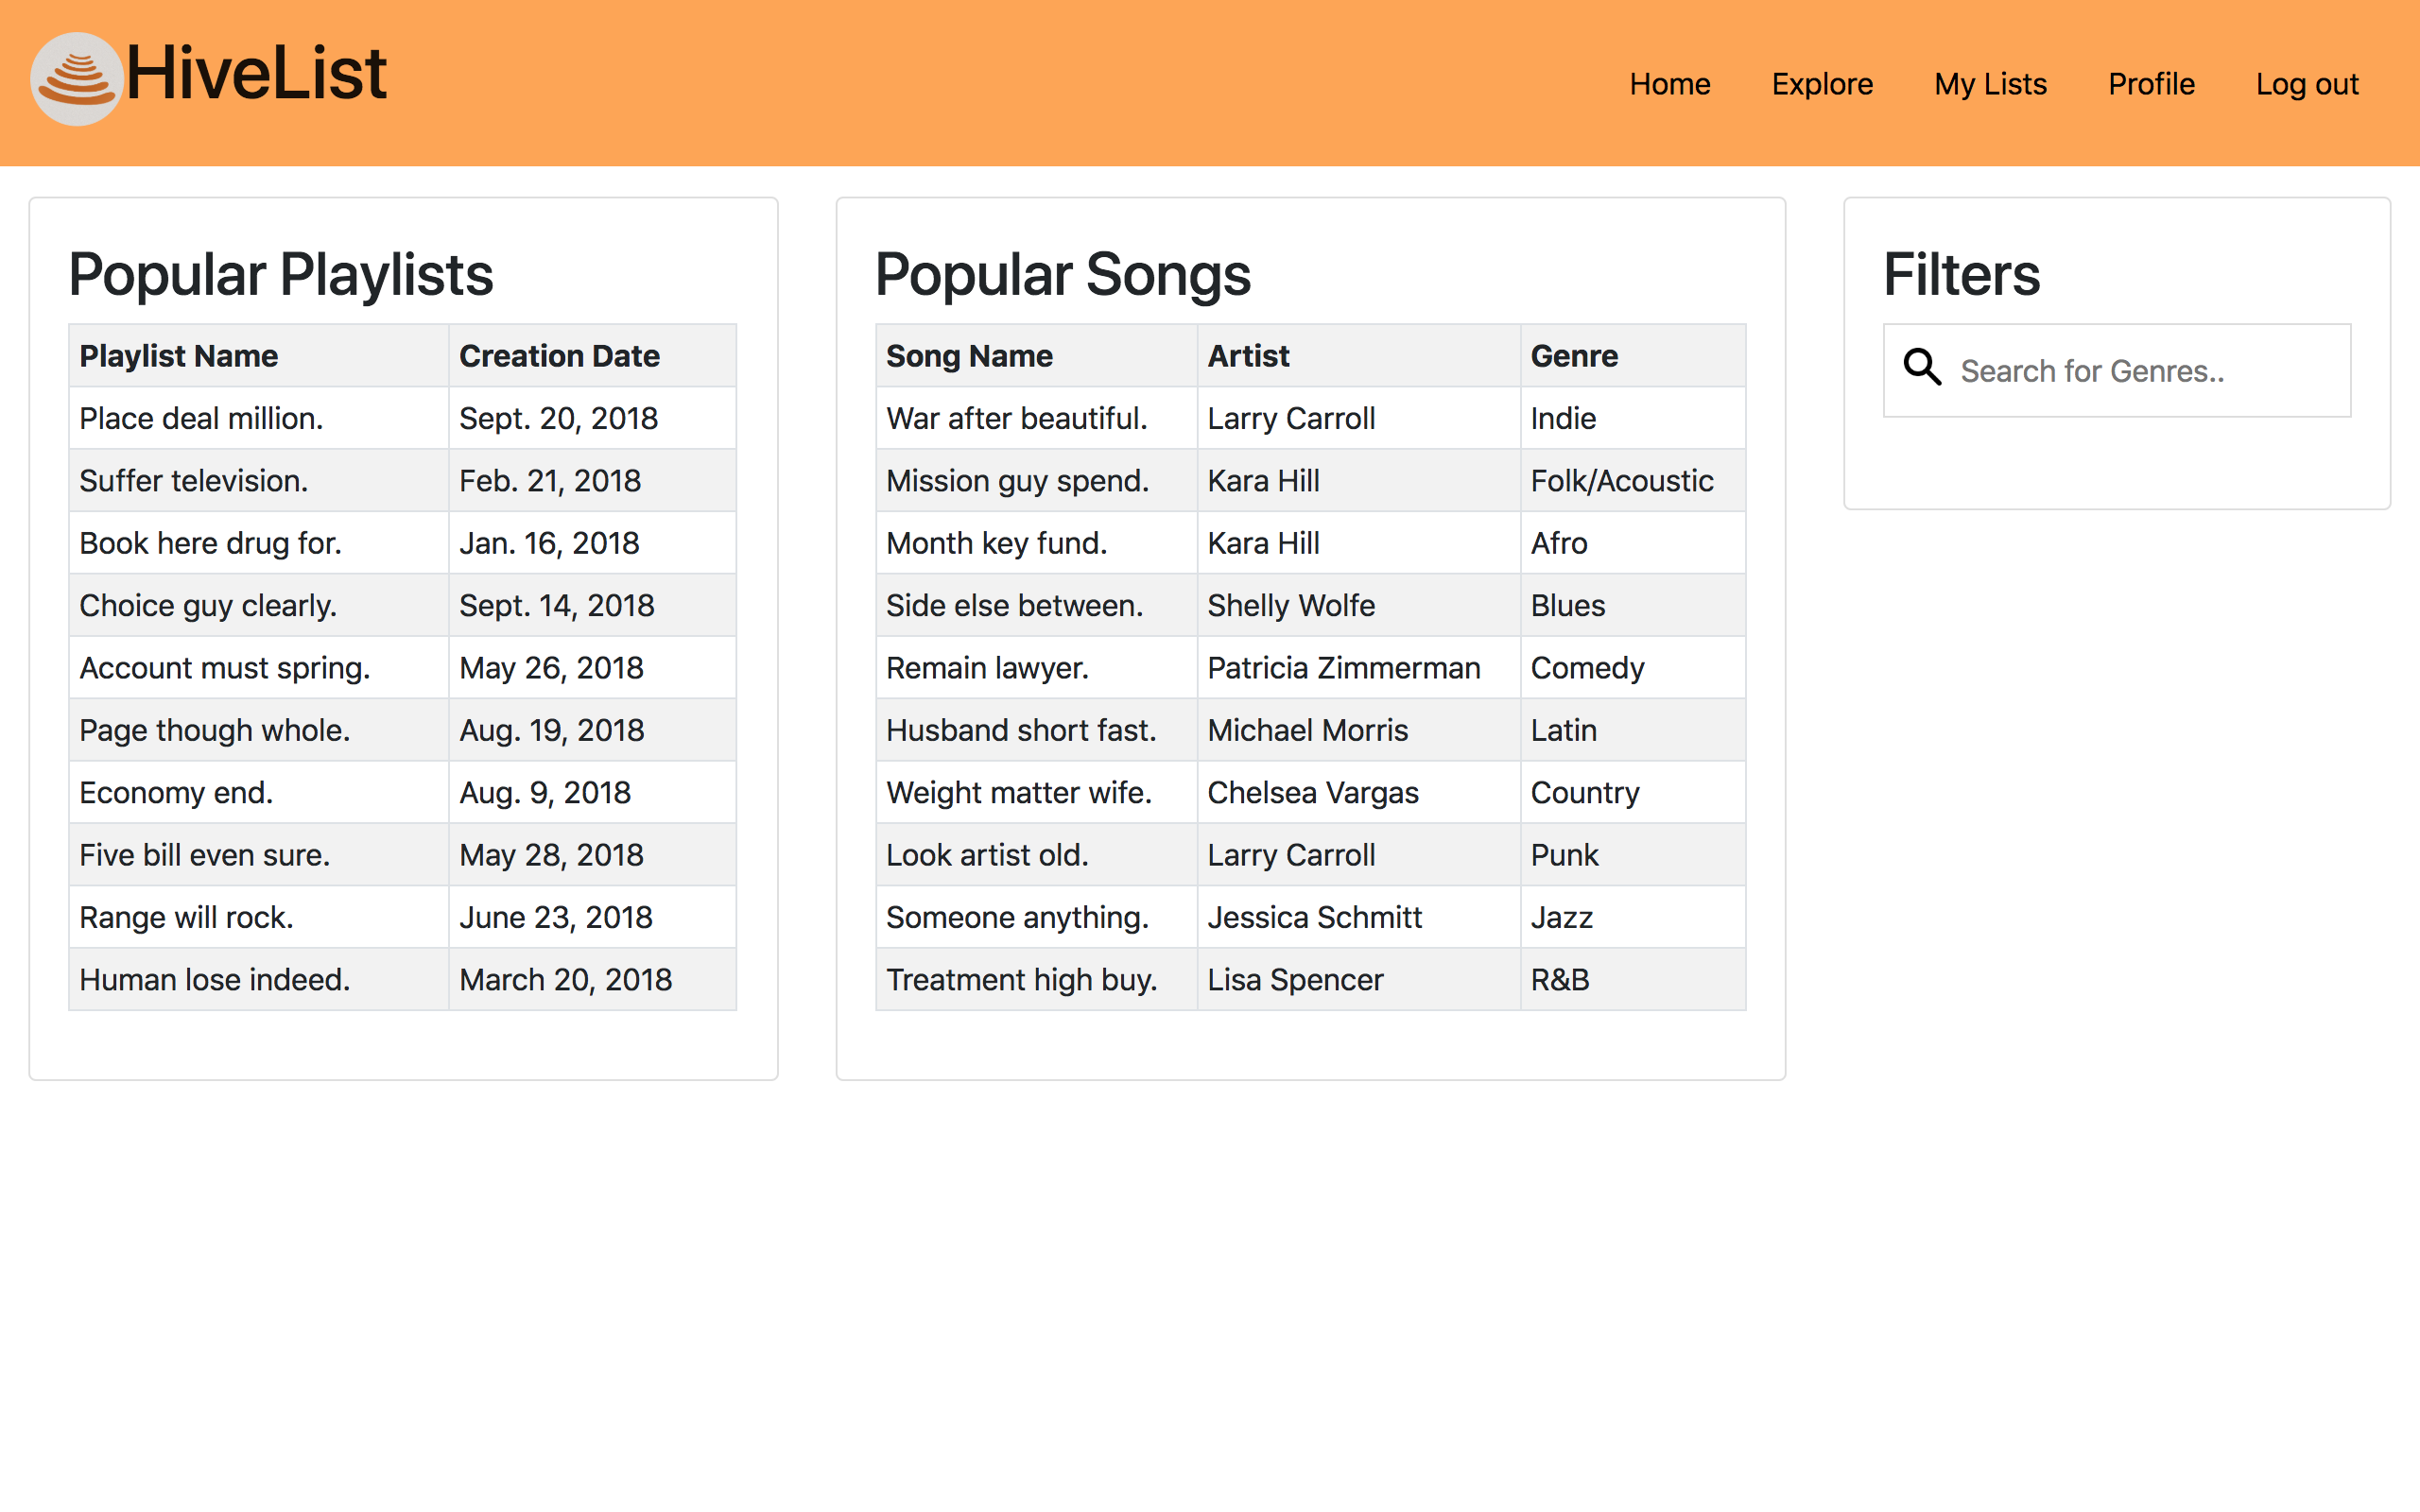 HiveList
Home Explore My Lists Profile Log out
Popular Playlists
Playlist Name Creation Date
Place deal million. Sept. 20, 2018
Suffer television. Feb. 21, 2018
Book here drug for. Jan. 16, 2018
Choice guy clearly. Sept. 14, 2018
Account must spring. May 26, 2018
Page though whole. Aug. 19, 2018
Economy end. Aug. 9, 2018
Five bill even sure. May 28, 2018
Range will rock. June 23, 2018
Human lose indeed. March 20, 2018
Popular Songs
Song Name Artist Genre
War after beautiful. Larry Carroll Indie
Mission guy spend. Kara Hill Folk/Acoustic
Month key fund. Kara Hill Afro
Side else between. Shelly Wolfe Blues
Remain lawyer. Patricia Zimmerman Comedy
Husband short fast. Michael Morris Latin
Weight matter wife. Chelsea Vargas Country
Look artist old. Larry Carroll Punk
Someone anything. Jessica Schmitt Jazz
Treatment high buy. Lisa Spencer R&B
Filters
Search for Genres..